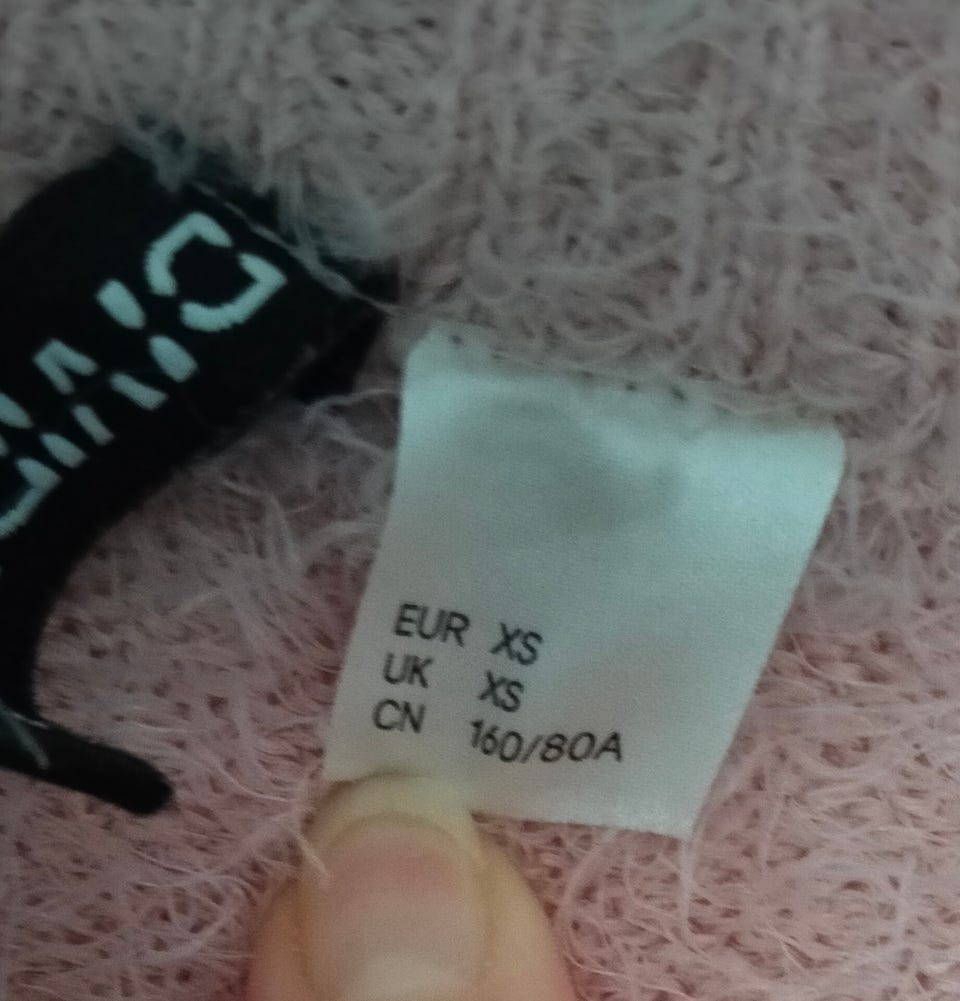 EUR XS
UK XS
CN 160/80A